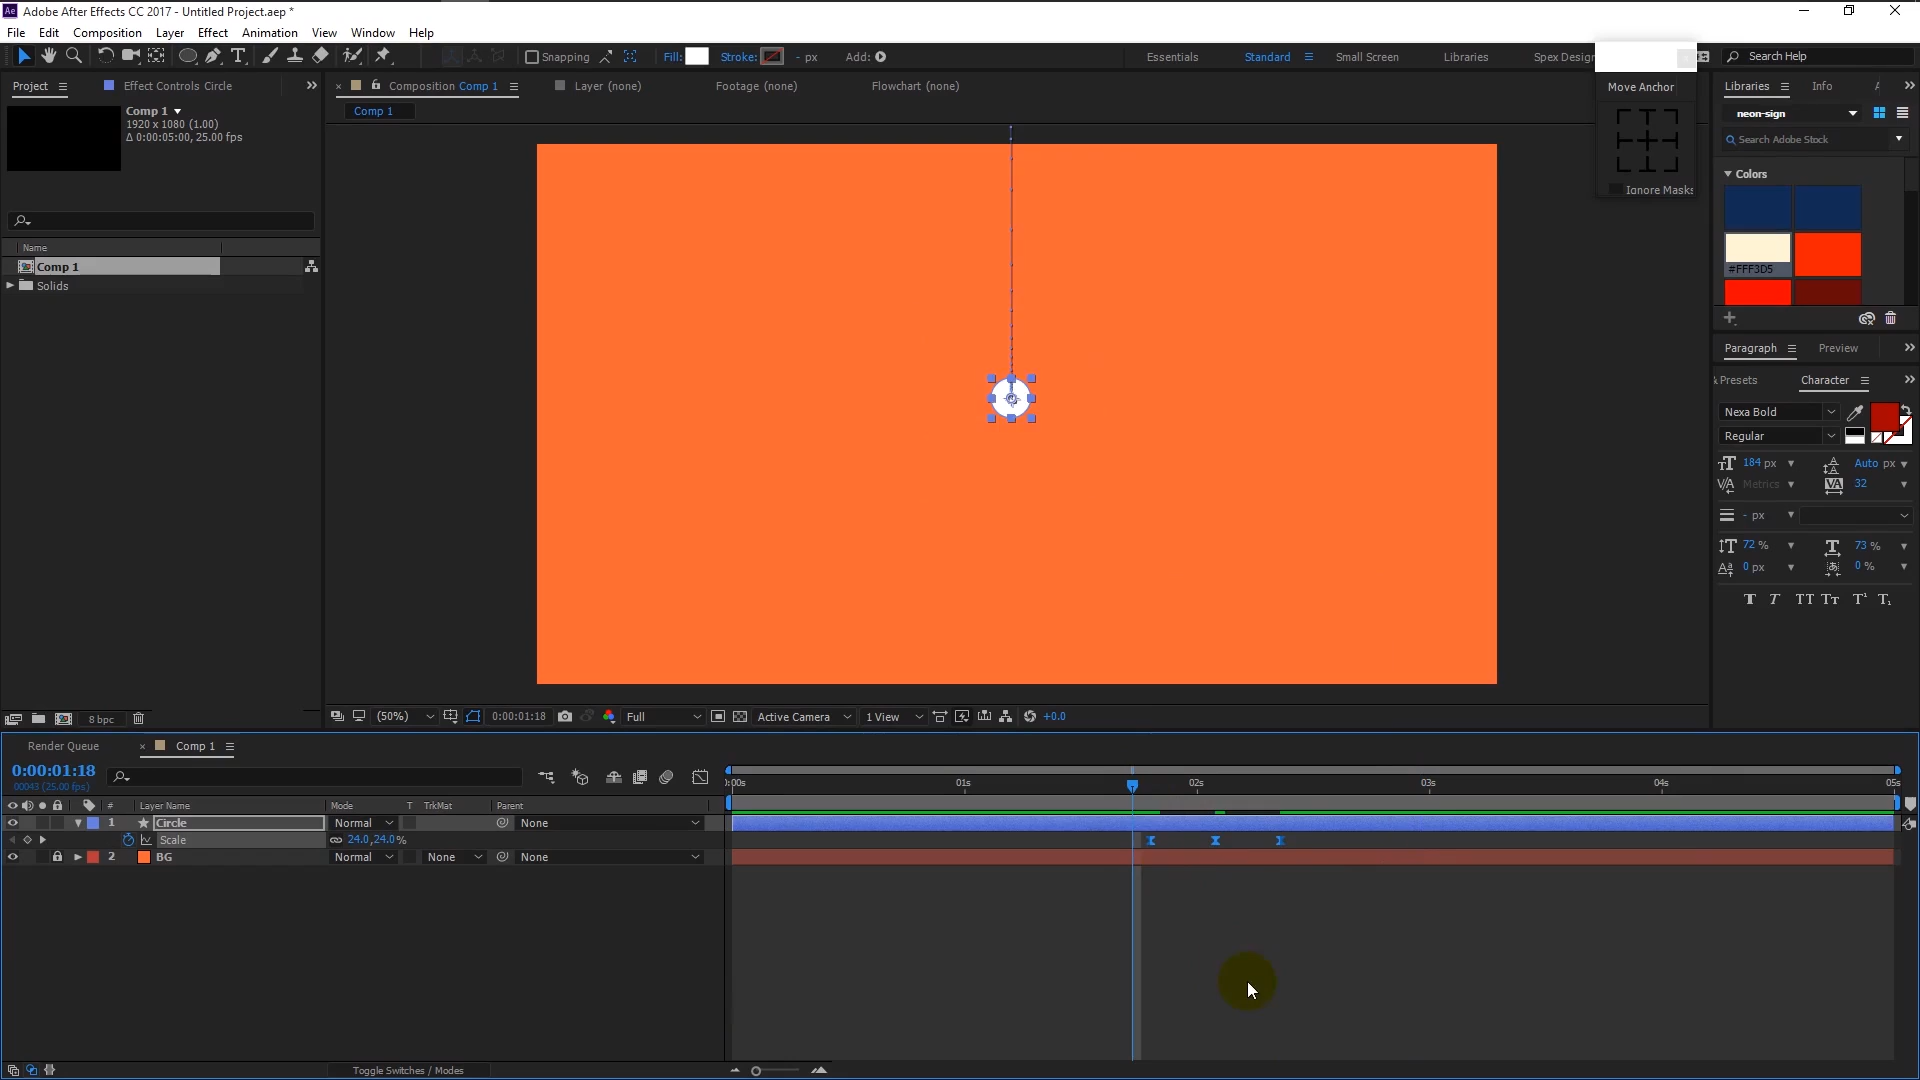 Ae Adobe After Effects CC 2017 - Untitled Project.aep *
File Edit Composition Layer Effect Animation View Window Help
Snapping Fill: Stroke: - px Add: Essentials Standard Small Screen Libraries Spex Design Search Help
Project Effect Controls Circle
Composition Comp 1 Layer (none) Footage (none) Flowchart (none)
Move Anchor
Libraries Info
Comp 1
1920 x 1080 (1.00)
Δ 0:00:05:00, 25.00 fps
Comp 1
neon-sign
Search Adobe Stock
Colors
Ignore Masks
#FFF3D5
Name
Comp 1
Solids
Paragraph Preview
Presets Character
Nexa Bold
Regular
184 px Auto px
Metrics 32
- px
72 % 73 %
0 px 0 %
8 bpc
(50%) 0:00:01:18 Full Active Camera 1 View +0.0
Render Queue Comp 1
0:00:01:18
00043 (25.00 fps)
:00s 01s 02s 03s 04s 05s
# Layer Name Mode T TrkMat Parent
1 Circle Normal None
Scale 24.0,24.0%
2 BG Normal None None
Toggle Switches / Modes